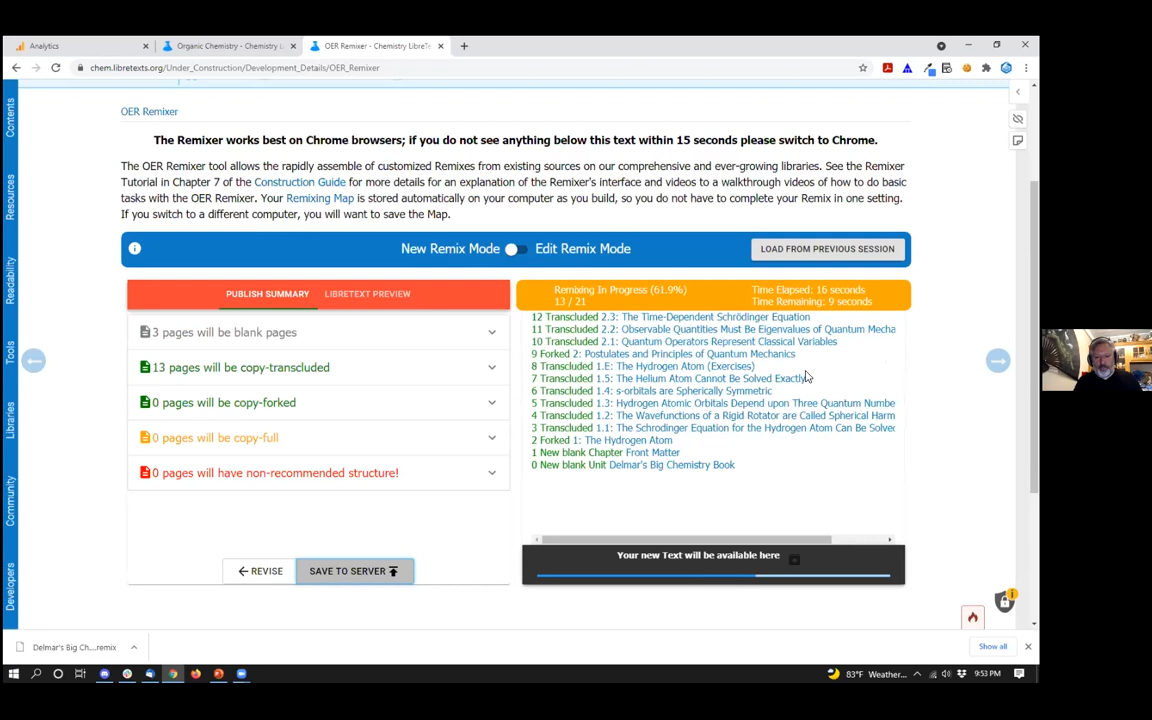 Analytics
Organic Chemistry - Chemistry Li
OER Remixer - Chemistry LibreTe
chem.libretexts.org/Under_Construction/Development_Details/OER_Remixer
Contents
Resources
Readability
Tools
Libraries
Community
Developers
OER Remixer
The Remixer works best on Chrome browsers; if you do not see anything below this text within 15 seconds please switch to Chrome.
The OER Remixer tool allows the rapidly assemble of customized Remixes from existing sources on our comprehensive and ever-growing libraries. See the Remixer
Tutorial in Chapter 7 of the Construction Guide for more details for an explanation of the Remixer's interface and videos to a walkthrough videos of how to do basic
tasks with the OER Remixer. Your Remixing Map is stored automatically on your computer as you build, so you do not have to complete your Remix in one setting.
If you switch to a different computer, you will want to save the Map.
New Remix Mode Edit Remix Mode LOAD FROM PREVIOUS SESSION
PUBLISH SUMMARY LIBRETEXT PREVIEW
3 pages will be blank pages
13 pages will be copy-transcluded
0 pages will be copy-forked
0 pages will be copy-full
0 pages will have non-recommended structure!
REVISE SAVE TO SERVER
Remixing In Progress (61.9%) Time Elapsed: 16 seconds
13 / 21 Time Remaining: 9 seconds
12 Transcluded 2.3: The Time-Dependent Schrödinger Equation
11 Transcluded 2.2: Observable Quantities Must Be Eigenvalues of Quantum Mecha
10 Transcluded 2.1: Quantum Operators Represent Classical Variables
9 Forked 2: Postulates and Principles of Quantum Mechanics
8 Transcluded 1.E: The Hydrogen Atom (Exercises)
7 Transcluded 1.5: The Helium Atom Cannot Be Solved Exactly
6 Transcluded 1.4: s-orbitals are Spherically Symmetric
5 Transcluded 1.3: Hydrogen Atomic Orbitals Depend upon Three Quantum Numbe
4 Transcluded 1.2: The Wavefunctions of a Rigid Rotator are Called Spherical Harm
3 Transcluded 1.1: The Schrodinger Equation for the Hydrogen Atom Can Be Solved
2 Forked 1: The Hydrogen Atom
1 New blank Chapter Front Matter
0 New blank Unit Delmar's Big Chemistry Book
Your new Text will be available here
Delmar's Big Ch....remix
Show all
83°F Weather...
9:53 PM